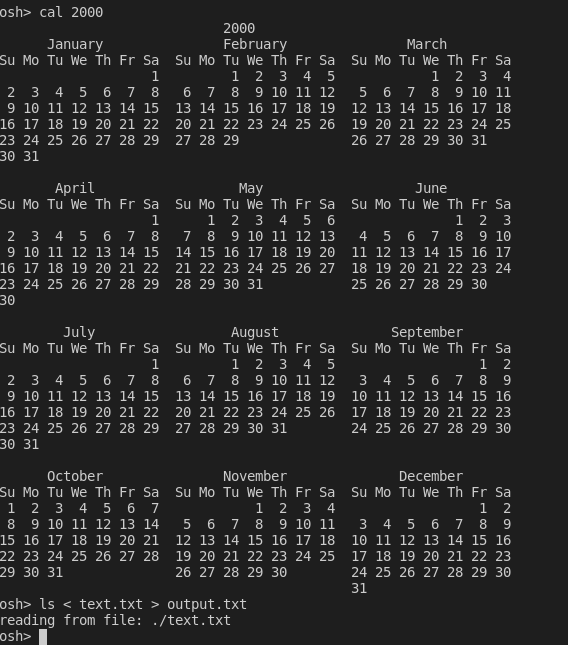 osh> cal 2000
                            2000
      January               February               March
Su Mo Tu We Th Fr Sa  Su Mo Tu We Th Fr Sa  Su Mo Tu We Th Fr Sa
                   1         1  2  3  4  5            1  2  3  4
 2  3  4  5  6  7  8   6  7  8  9 10 11 12   5  6  7  8  9 10 11
 9 10 11 12 13 14 15  13 14 15 16 17 18 19  12 13 14 15 16 17 18
16 17 18 19 20 21 22  20 21 22 23 24 25 26  19 20 21 22 23 24 25
23 24 25 26 27 28 29  27 28 29              26 27 28 29 30 31
30 31

       April                  May                   June
Su Mo Tu We Th Fr Sa  Su Mo Tu We Th Fr Sa  Su Mo Tu We Th Fr Sa
                   1      1  2  3  4  5  6               1  2  3
 2  3  4  5  6  7  8   7  8  9 10 11 12 13   4  5  6  7  8  9 10
 9 10 11 12 13 14 15  14 15 16 17 18 19 20  11 12 13 14 15 16 17
16 17 18 19 20 21 22  21 22 23 24 25 26 27  18 19 20 21 22 23 24
23 24 25 26 27 28 29  28 29 30 31           25 26 27 28 29 30
30

        July                 August              September
Su Mo Tu We Th Fr Sa  Su Mo Tu We Th Fr Sa  Su Mo Tu We Th Fr Sa
                   1         1  2  3  4  5                  1  2
 2  3  4  5  6  7  8   6  7  8  9 10 11 12   3  4  5  6  7  8  9
 9 10 11 12 13 14 15  13 14 15 16 17 18 19  10 11 12 13 14 15 16
16 17 18 19 20 21 22  20 21 22 23 24 25 26  17 18 19 20 21 22 23
23 24 25 26 27 28 29  27 28 29 30 31        24 25 26 27 28 29 30
30 31

      October               November              December
Su Mo Tu We Th Fr Sa  Su Mo Tu We Th Fr Sa  Su Mo Tu We Th Fr Sa
 1  2  3  4  5  6  7            1  2  3  4                  1  2
 8  9 10 11 12 13 14   5  6  7  8  9 10 11   3  4  5  6  7  8  9
15 16 17 18 19 20 21  12 13 14 15 16 17 18  10 11 12 13 14 15 16
22 23 24 25 26 27 28  19 20 21 22 23 24 25  17 18 19 20 21 22 23
29 30 31              26 27 28 29 30        24 25 26 27 28 29 30
                                            31
osh> ls < text.txt > output.txt
reading from file: ./text.txt
osh>